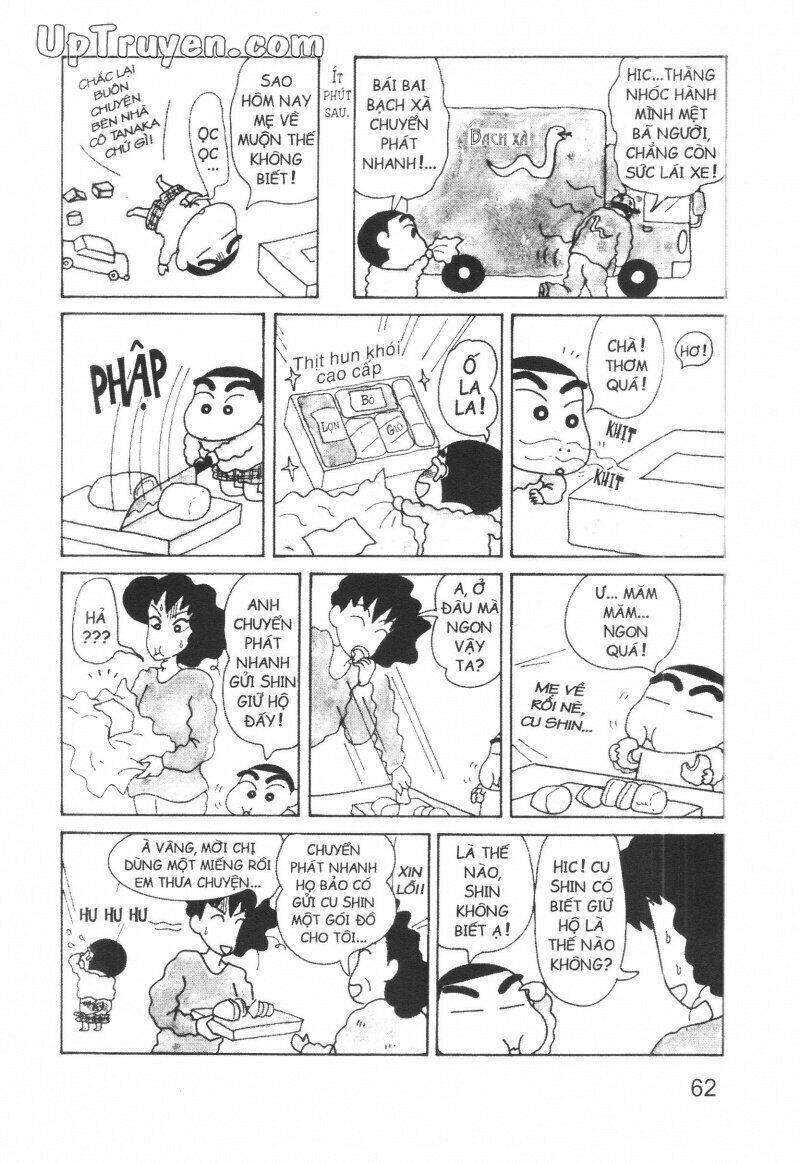 UpTruyen.com
HIC...THẰNG
NHỐC HÀNH
MÌNH MỆT
BÃ NGƯỜI,
CHẲNG CÒN
SỨC LÁI XE!
BÁI BAI
BẠCH XÀ
CHUYỂN
PHÁT
NHANH!...
BẠCH XÀ
ÍT
PHÚT
SAU.
SAO
HÔM NAY
MẸ VỀ
MUỘN THẾ
KHÔNG
BIẾT!
ỌC
ỌC
...
CHẮC LẠI
BUÔN
CHUYỆN
BÊN NHÀ
CÔ TANAKA
CHỨ GÌ!!
HƠ!
CHÀ!
THƠM
QUÁ!
KHỊT
KHỊT
Ố
LA
LA!
Thịt hun khói
cao cấp
LỢN
BÒ
GIÒ
PHẬP
Ư... MĂM
MĂM...
NGON
QUÁ!
MẸ VỀ
RỒI NÈ,
CU SHIN...
A, Ở
ĐÂU MÀ
NGON
VẬY
TA?
ANH
CHUYỂN
PHÁT
NHANH
GỬI SHIN
GIỮ HỘ
ĐẤY!
HẢ
???
HIC! CU
SHIN CÓ
BIẾT GIỮ
HỘ LÀ
THẾ NÀO
KHÔNG?
LÀ THẾ
NÀO,
SHIN
KHÔNG
BIẾT Ạ!
XIN
LỖI!!
CHUYỂN
PHÁT NHANH
HỌ BẢO CÓ
GỬI CU SHIN
MỘT GÓI ĐỒ
CHO TÔI...
À VÂNG, MỜI CHỊ
DÙNG MỘT MIẾNG RỒI
EM THƯA CHUYỆN...
HU HU HU
62